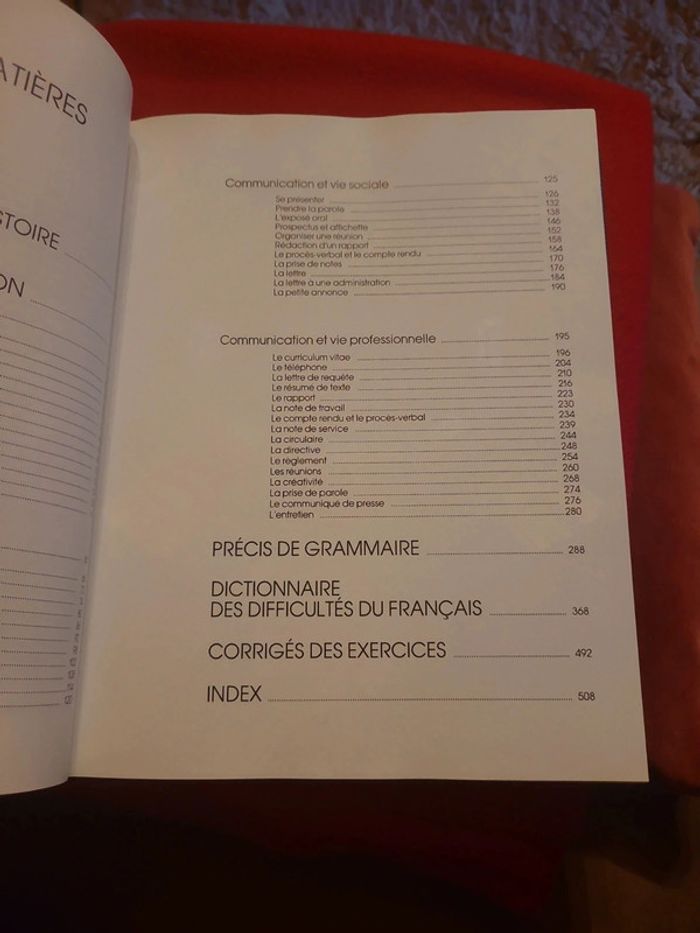 ATIÈRES
STOIRE
ON
Communication et vie sociale 125
Se présenter 126
Prendre la parole 132
L'exposé oral 138
Prospectus et affichette 146
Organiser une réunion 152
Rédaction d'un rapport 158
Le procès-verbal et le compte rendu 164
La prise de notes 170
La lettre 176
La lettre à une administration 184
La petite annonce 190
Communication et vie professionnelle 195
Le curriculum vitae 196
Le téléphone 204
La lettre de requête 210
Le résumé de texte 216
Le rapport 223
La note de travail 230
Le compte rendu et le procès-verbal 234
La note de service 239
La circulaire 244
La directive 248
Le règlement 254
Les réunions 260
La créativité 268
La prise de parole 274
Le communiqué de presse 276
L'entretien 280
PRÉCIS DE GRAMMAIRE 288
DICTIONNAIRE
DES DIFFICULTÉS DU FRANÇAIS 368
CORRIGÉS DES EXERCICES 492
INDEX 508